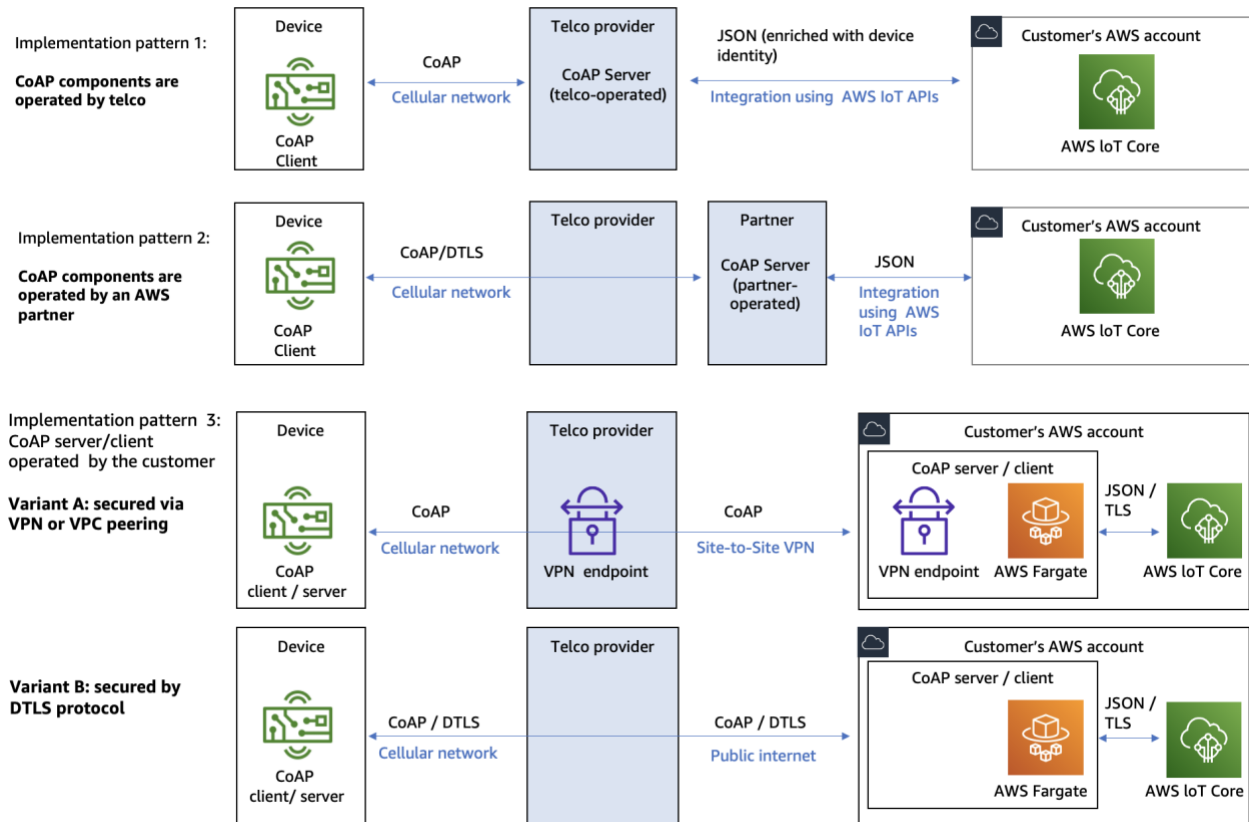 Implementation pattern 1:
CoAP components are
operated by telco
Device
CoAP
Client
CoAP
Cellular network
Telco provider
CoAP Server
(telco-operated)
JSON (enriched with device
identity)
Integration using AWS IoT APIs
Customer's AWS account
AWS IoT Core
Implementation pattern 2:
CoAP components are
operated by an AWS
partner
Device
CoAP
Client
CoAP/DTLS
Cellular network
Telco provider
Partner
CoAP Server
(partner-
operated)
JSON
Integration
using AWS
IoT APIs
Customer's AWS account
AWS IoT Core
Implementation pattern 3:
CoAP server/client
operated by the customer
Variant A: secured via
VPN or VPC peering
Device
CoAP
client / server
CoAP
Cellular network
Telco provider
VPN endpoint
CoAP
Site-to-Site VPN
Customer's AWS account
CoAP server / client
VPN endpoint
AWS Fargate
JSON /
TLS
AWS IoT Core
Variant B: secured by
DTLS protocol
Device
CoAP
client/ server
CoAP / DTLS
Cellular network
Telco provider
CoAP / DTLS
Public internet
Customer's AWS account
CoAP server / client
AWS Fargate
JSON /
TLS
AWS IoT Core